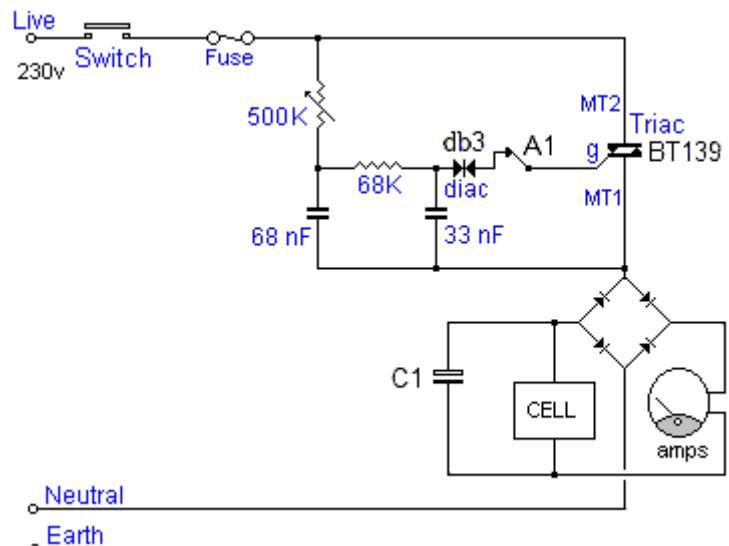 Live
230v
Switch
Fuse
500K
68K
db3
diac
A1
MT2
Triac
g
BT139
MT1
68 nF
33 nF
C1
CELL
amps
Neutral
Earth